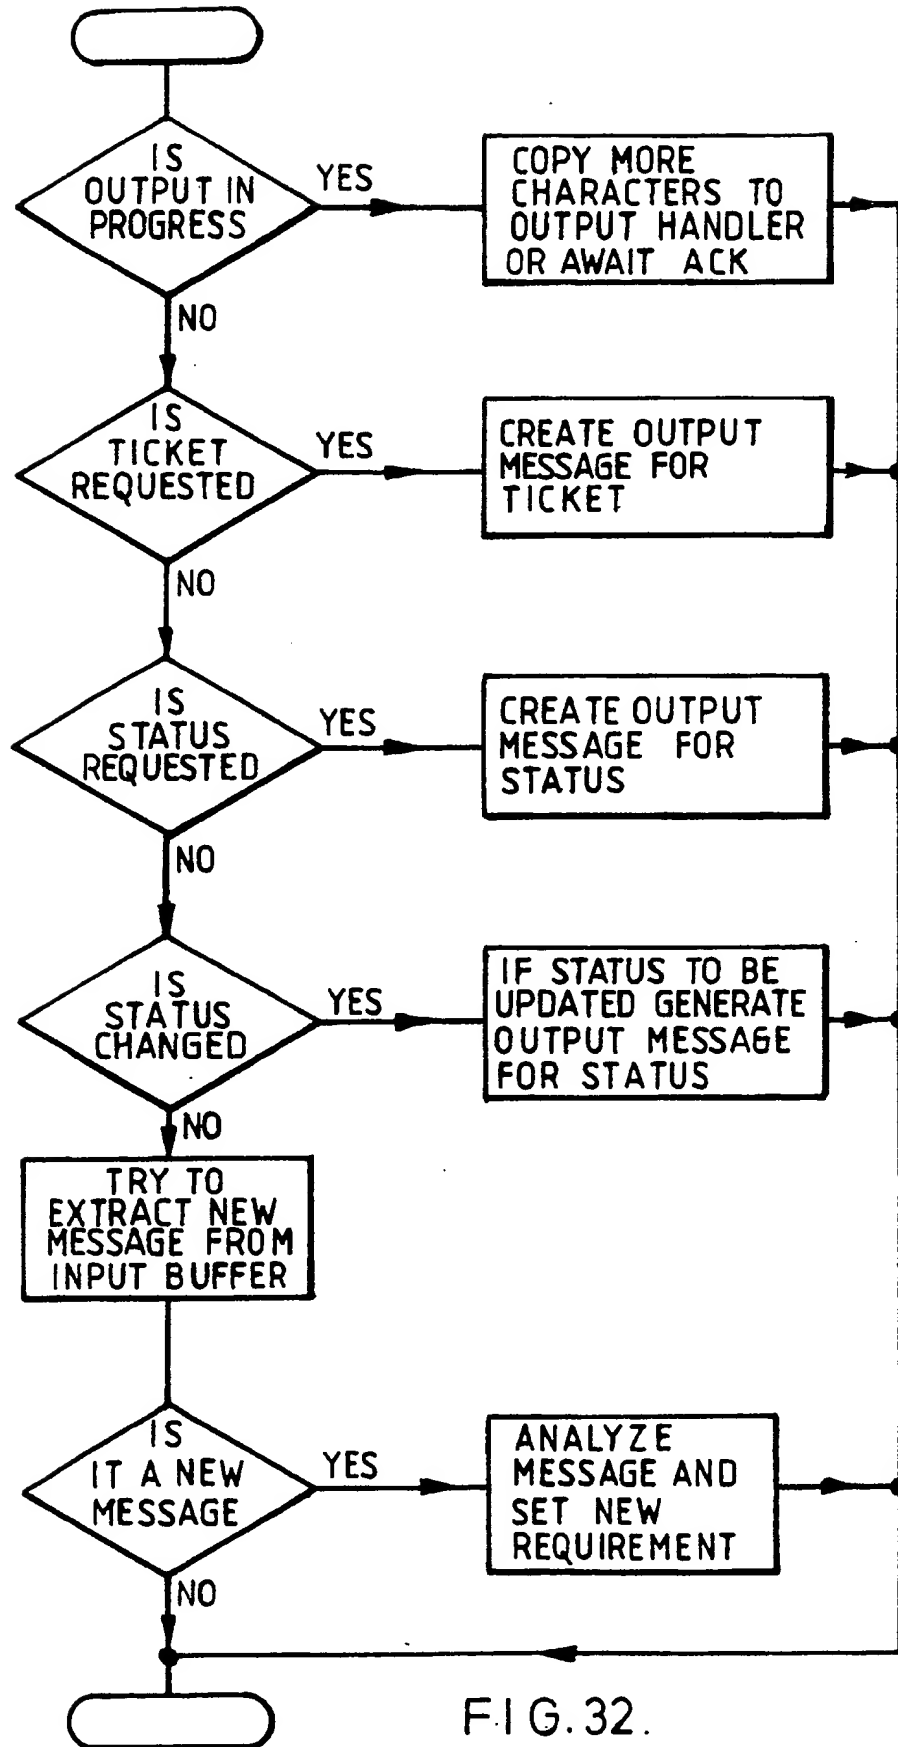 IS
OUTPUT IN
PROGRESS
YES
COPY MORE
CHARACTERS TO
OUTPUT HANDLER
OR AWAIT ACK
NO
IS
TICKET
REQUESTED
YES
CREATE OUTPUT
MESSAGE FOR
TICKET
NO
IS
STATUS
REQUESTED
YES
CREATE OUTPUT
MESSAGE FOR
STATUS
NO
IS
STATUS
CHANGED
YES
IF STATUS TO BE
UPDATED GENERATE
OUTPUT MESSAGE
FOR STATUS
NO
TRY TO
EXTRACT NEW
MESSAGE FROM
INPUT BUFFER
IS
IT A NEW
MESSAGE
YES
ANALYZE
MESSAGE AND
SET NEW
REQUIREMENT
NO
FIG.32.